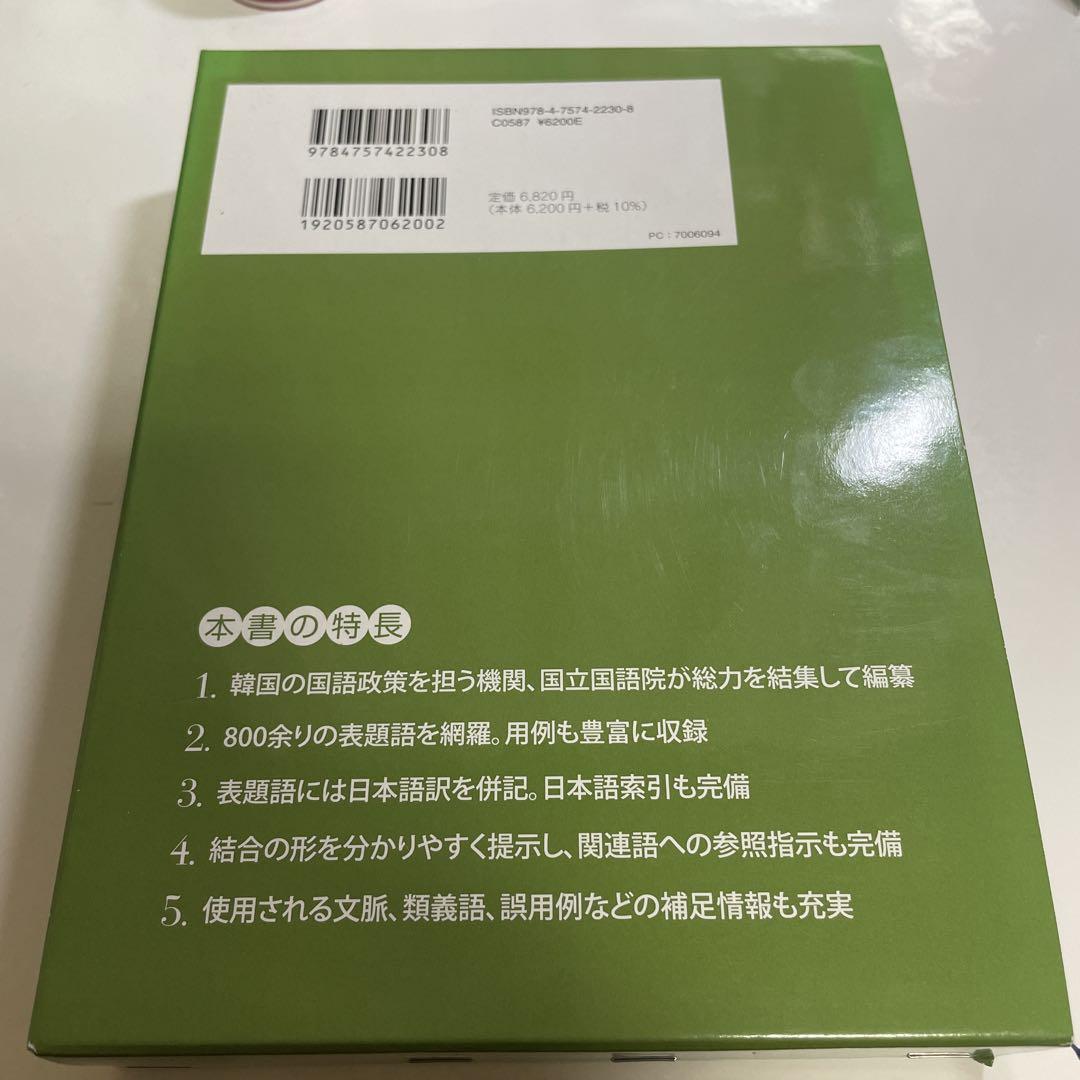 ISBN978-4-7574-2230-8
C0587 ¥6200E
9784757422308
定価 6,820 円
(本体 6,200 円+税 10%)
1920587062002
PC : 7006094
本書の特長
1. 韓国の国語政策を担う機関、国立国語院が総力を結集して編纂
2. 800余りの表題語を網羅。用例も豊富に収録
3. 表題語には日本語訳を併記。日本語索引も完備
4. 結合の形を分かりやすく提示し、関連語への参照指示も完備
5. 使用される文脈、類義語、誤用例などの補足情報も充実